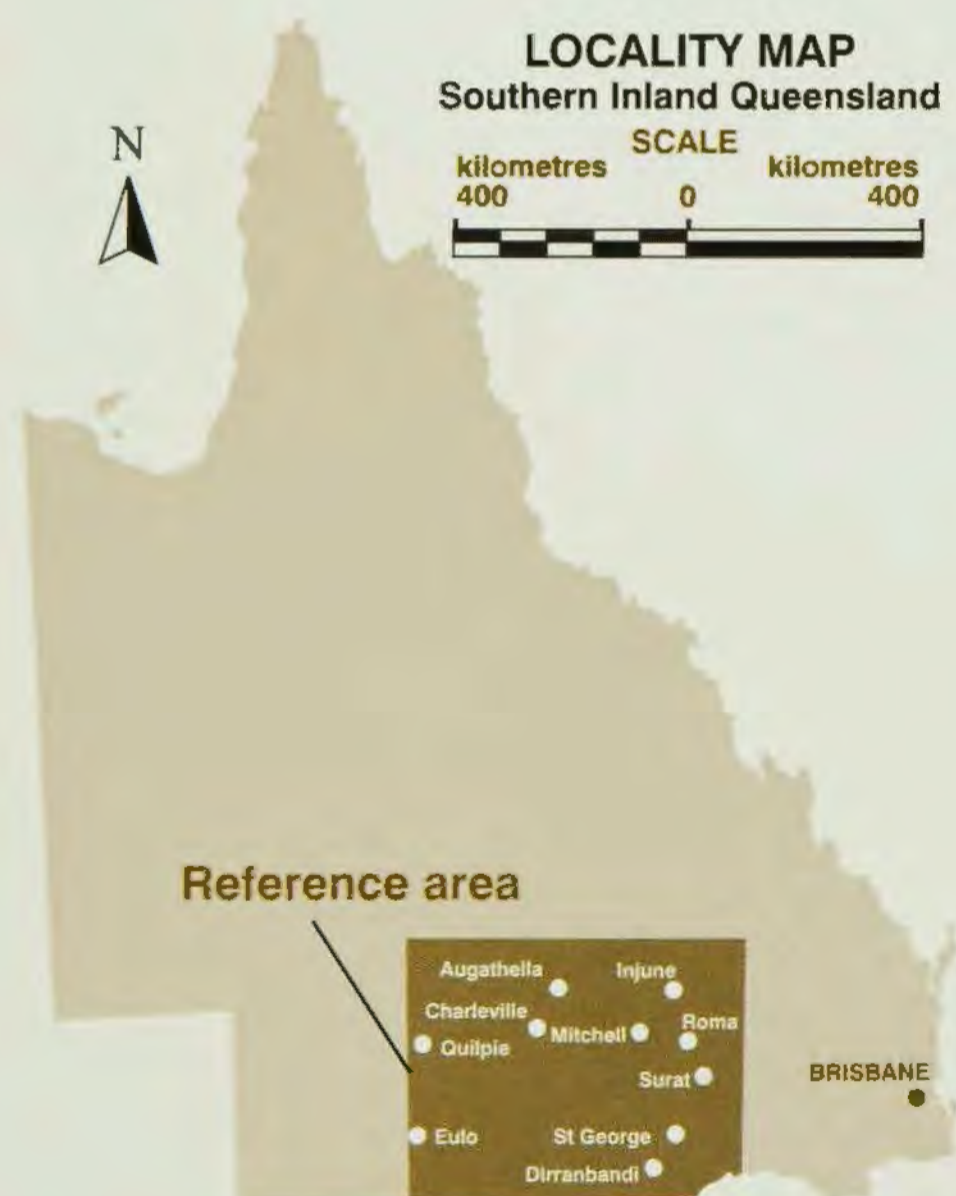 LOCALITY MAP
Southern Inland Queensland
SCALE
kilometres kilometres
400 0 400
N
Reference area
Augathella Injune
Charleville
Mitchell Roma
Quilpie
Surat
BRISBANE
Eulo St George
Dirranbandi